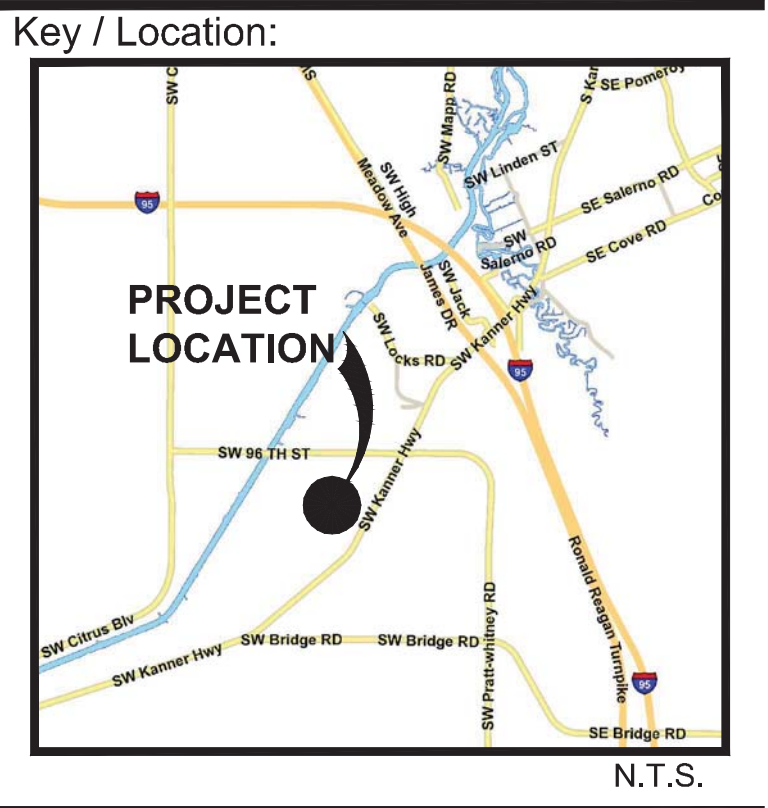 Key / Location:
SW C
SW Mapp RD
S Kan
SE Pomeroy
SW Linden ST
Meadow Ave
SW High
95
SE Salerno RD
Co
SW
Salerno RD
SE Cove RD
SW Jack
James DR
PROJECT
LOCATION
SW Locks RD
SW Kanner Hwy
95
SW 96 TH ST
SW Kanner Hwy
Ronald Reagan Turnpike
SW Pratt-whitney RD
SW Citrus Blv
SW Bridge RD
SW Bridge RD
SW Kanner Hwy
95
SE Bridge RD
N.T.S.